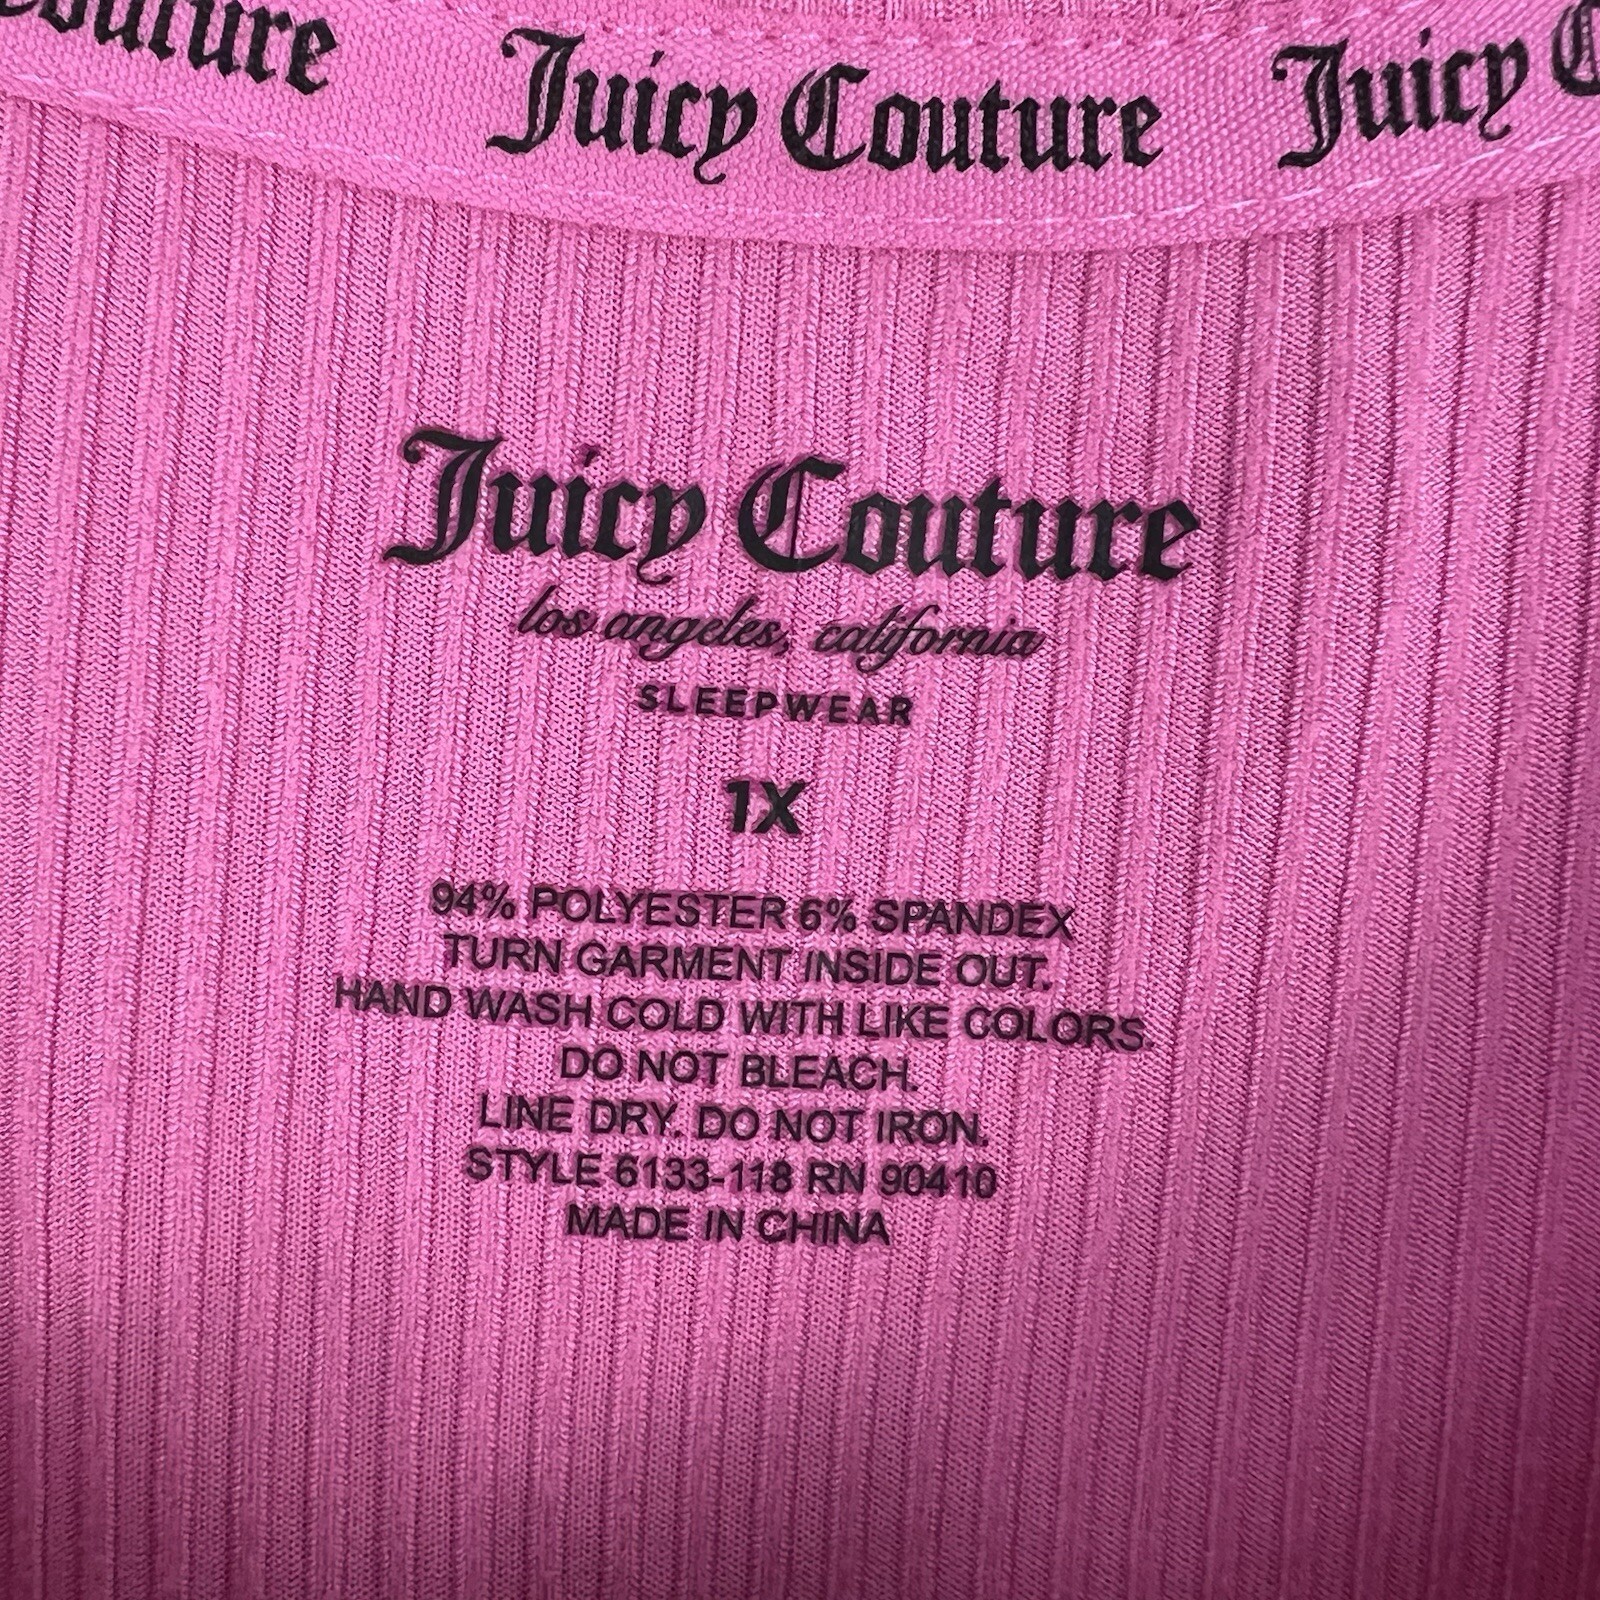 Couture Juicy Couture Juicy C
Juicy Couture
los angeles, california
SLEEPWEAR
1X
94% POLYESTER 6% SPANDEX
TURN GARMENT INSIDE OUT.
HAND WASH COLD WITH LIKE COLORS.
DO NOT BLEACH.
LINE DRY. DO NOT IRON.
STYLE 6133-118 RN 90410
MADE IN CHINA